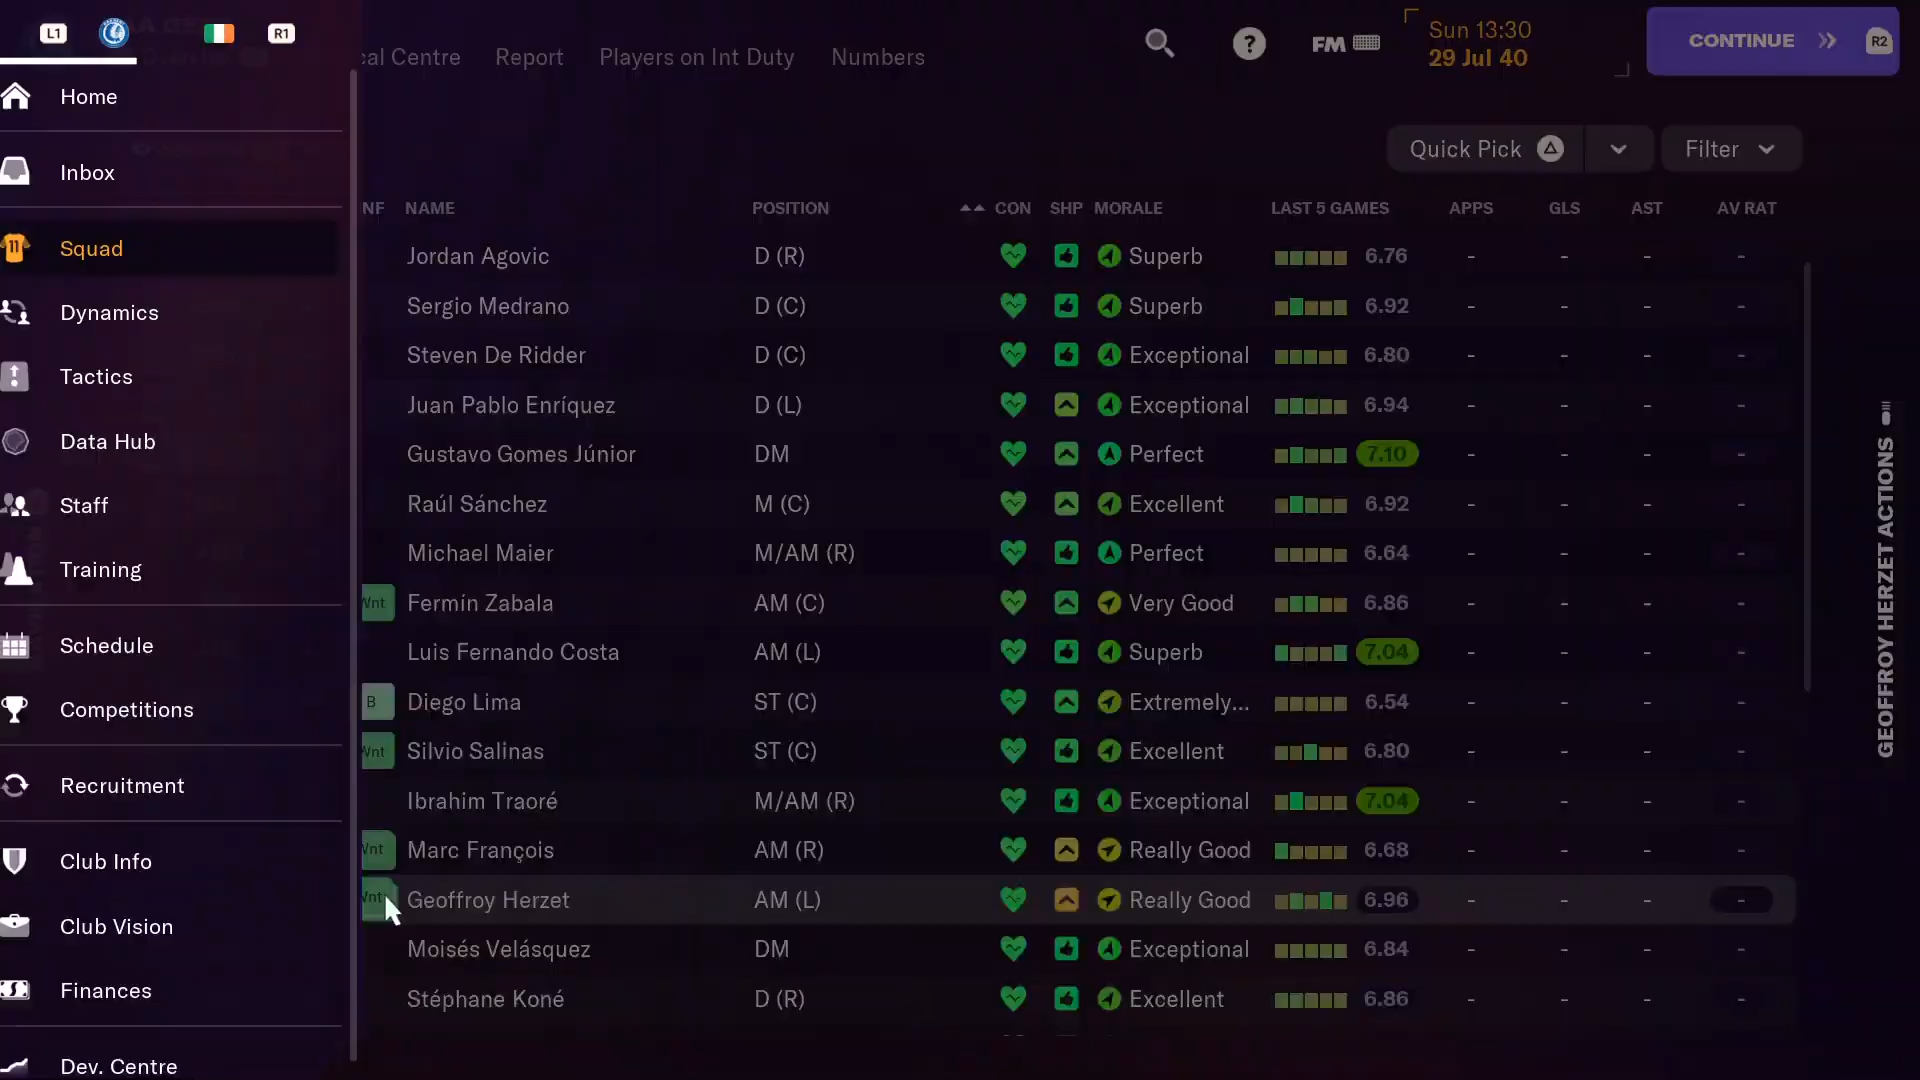 L1 R1
cal Centre Report Players on Int Duty Numbers
FM
Sun 13:30
29 Jul 40
CONTINUE R2
Home
Inbox
Squad
Dynamics
Tactics
Data Hub
Staff
Training
Schedule
Competitions
Recruitment
Club Info
Club Vision
Finances
Dev. Centre
Quick Pick Filter
NF NAME POSITION CON SHP MORALE LAST 5 GAMES APPS GLS AST AV RAT
Jordan Agovic D (R) Superb 6.76 - - - -
Sergio Medrano D (C) Superb 6.92 - - - -
Steven De Ridder D (C) Exceptional 6.80 - - - -
Juan Pablo Enríquez D (L) Exceptional 6.94 - - - -
Gustavo Gomes Júnior DM Perfect 7.10 - - - -
Raúl Sánchez M (C) Excellent 6.92 - - - -
Michael Maier M/AM (R) Perfect 6.64 - - - -
Wnt Fermín Zabala AM (C) Very Good 6.86 - - - -
Luis Fernando Costa AM (L) Superb 7.04 - - - -
B Diego Lima ST (C) Extremely... 6.54 - - - -
Wnt Silvio Salinas ST (C) Excellent 6.80 - - - -
Ibrahim Traoré M/AM (R) Exceptional 7.04 - - - -
Wnt Marc François AM (R) Really Good 6.68 - - - -
Wnt Geoffroy Herzet AM (L) Really Good 6.96 - - - -
Moisés Velásquez DM Exceptional 6.84 - - - -
Stéphane Koné D (R) Excellent 6.86 - - - -
GEOFFROY HERZET ACTIONS